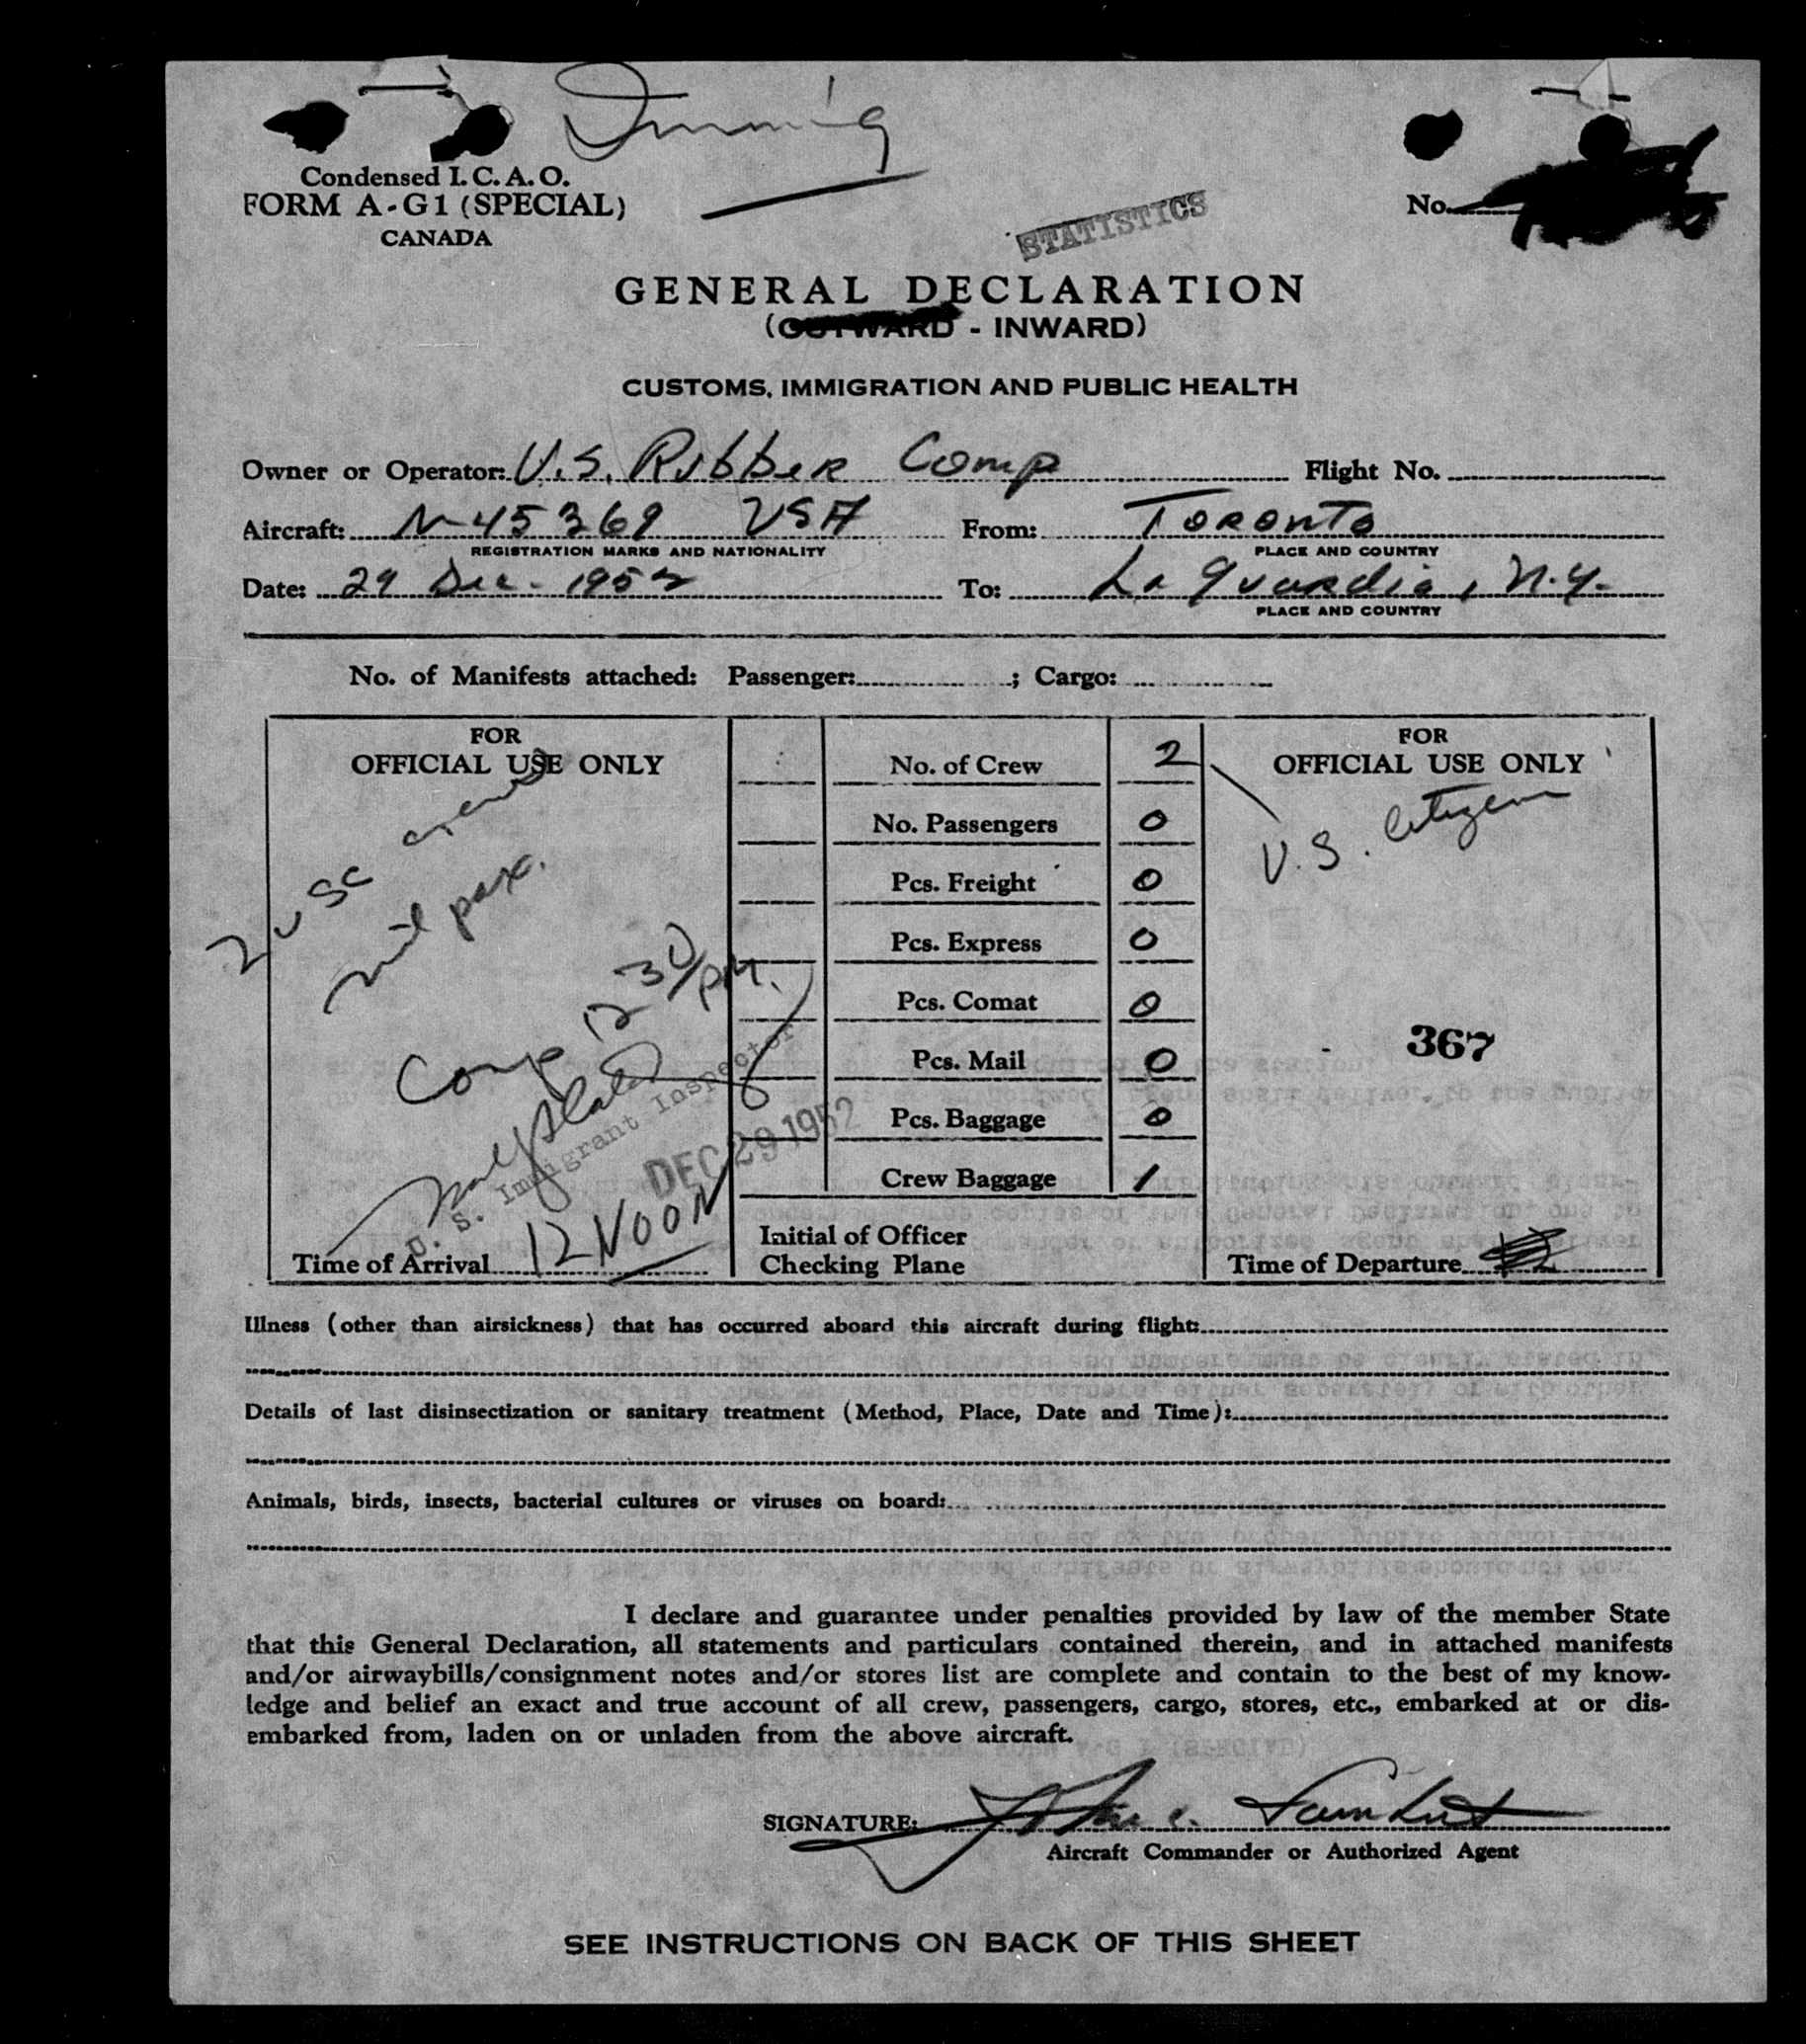 Condensed I. C. A. O.
FORM A-G1 (SPECIAL)
CANADA
STATISTICS
No.
GENERAL DECLARATION
(OUTWARD - INWARD)
CUSTOMS, IMMIGRATION AND PUBLIC HEALTH
Owner or Operator: U.S. Rubber Comp Flight No.
Aircraft: N-45369 USA From: Toronto
REGISTRATION MARKS AND NATIONALITY PLACE AND COUNTRY
Date: 29 Dec. 1952 To: La Guardia, N.Y.
PLACE AND COUNTRY
No. of Manifests attached: Passenger: ; Cargo:
FOR
OFFICIAL USE ONLY
2 USC
nil pax.
Comp 12 30/PM.
U. S. Immigrant Inspector
DEC 29 1952
Time of Arrival 12 NOON
No. of Crew 2
No. Passengers 0
Pcs. Freight 0
Pcs. Express 0
Pcs. Comat 0
Pcs. Mail 0
Pcs. Baggage 0
Crew Baggage 1
Initial of Officer
Checking Plane
FOR
OFFICIAL USE ONLY
U.S. Citizen
367
Time of Departure
Illness (other than airsickness) that has occurred aboard this aircraft during flight:
Details of last disinsectization or sanitary treatment (Method, Place, Date and Time):
Animals, birds, insects, bacterial cultures or viruses on board:
I declare and guarantee under penalties provided by law of the member State
that this General Declaration, all statements and particulars contained therein, and in attached manifests
and/or airwaybills/consignment notes and/or stores list are complete and contain to the best of my know-
ledge and belief an exact and true account of all crew, passengers, cargo, stores, etc., embarked at or dis-
embarked from, laden on or unladen from the above aircraft.
SIGNATURE:
Aircraft Commander or Authorized Agent
SEE INSTRUCTIONS ON BACK OF THIS SHEET